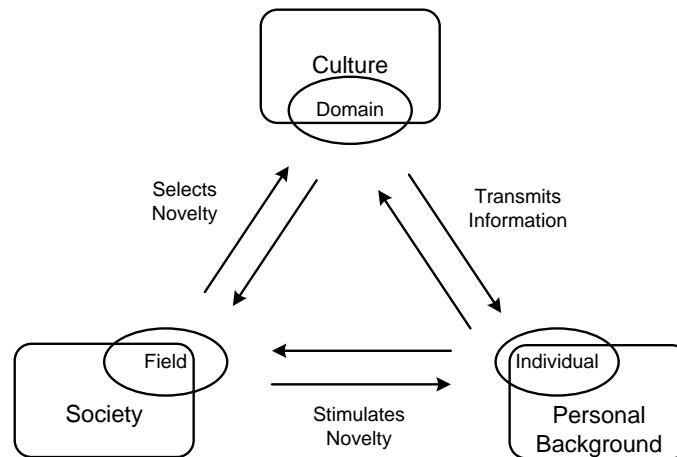 Culture
Domain
Selects
Novelty
Transmits
Information
Field
Society
Stimulates
Novelty
Individual
Personal
Background